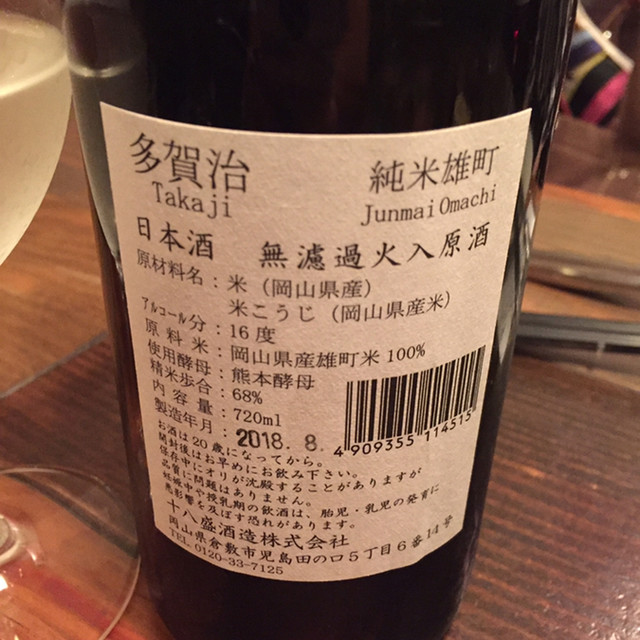 多賀治 純米雄町
Takaji Junmai Omachi
日本酒 無濾過火入原酒
原材料名：米（岡山県産）
米こうじ（岡山県産米）
アルコール分：16度
原料米：岡山県産雄町米100%
使用酵母：熊本酵母
精米歩合：68%
内容量：720ml
製造年月：2018.8.
4909355114515
お酒は20歳になってから。
開封後はお早めにお飲み下さい。
保存中にオリが沈殿することがありますが
品質に問題はありません。
妊娠中や授乳期の飲酒は、胎児・乳児の発育に
悪影響を及ぼす恐れがあります。
十八盛酒造株式会社
岡山県倉敷市児島田の口5丁目6番14号
TEL 0120-33-7125